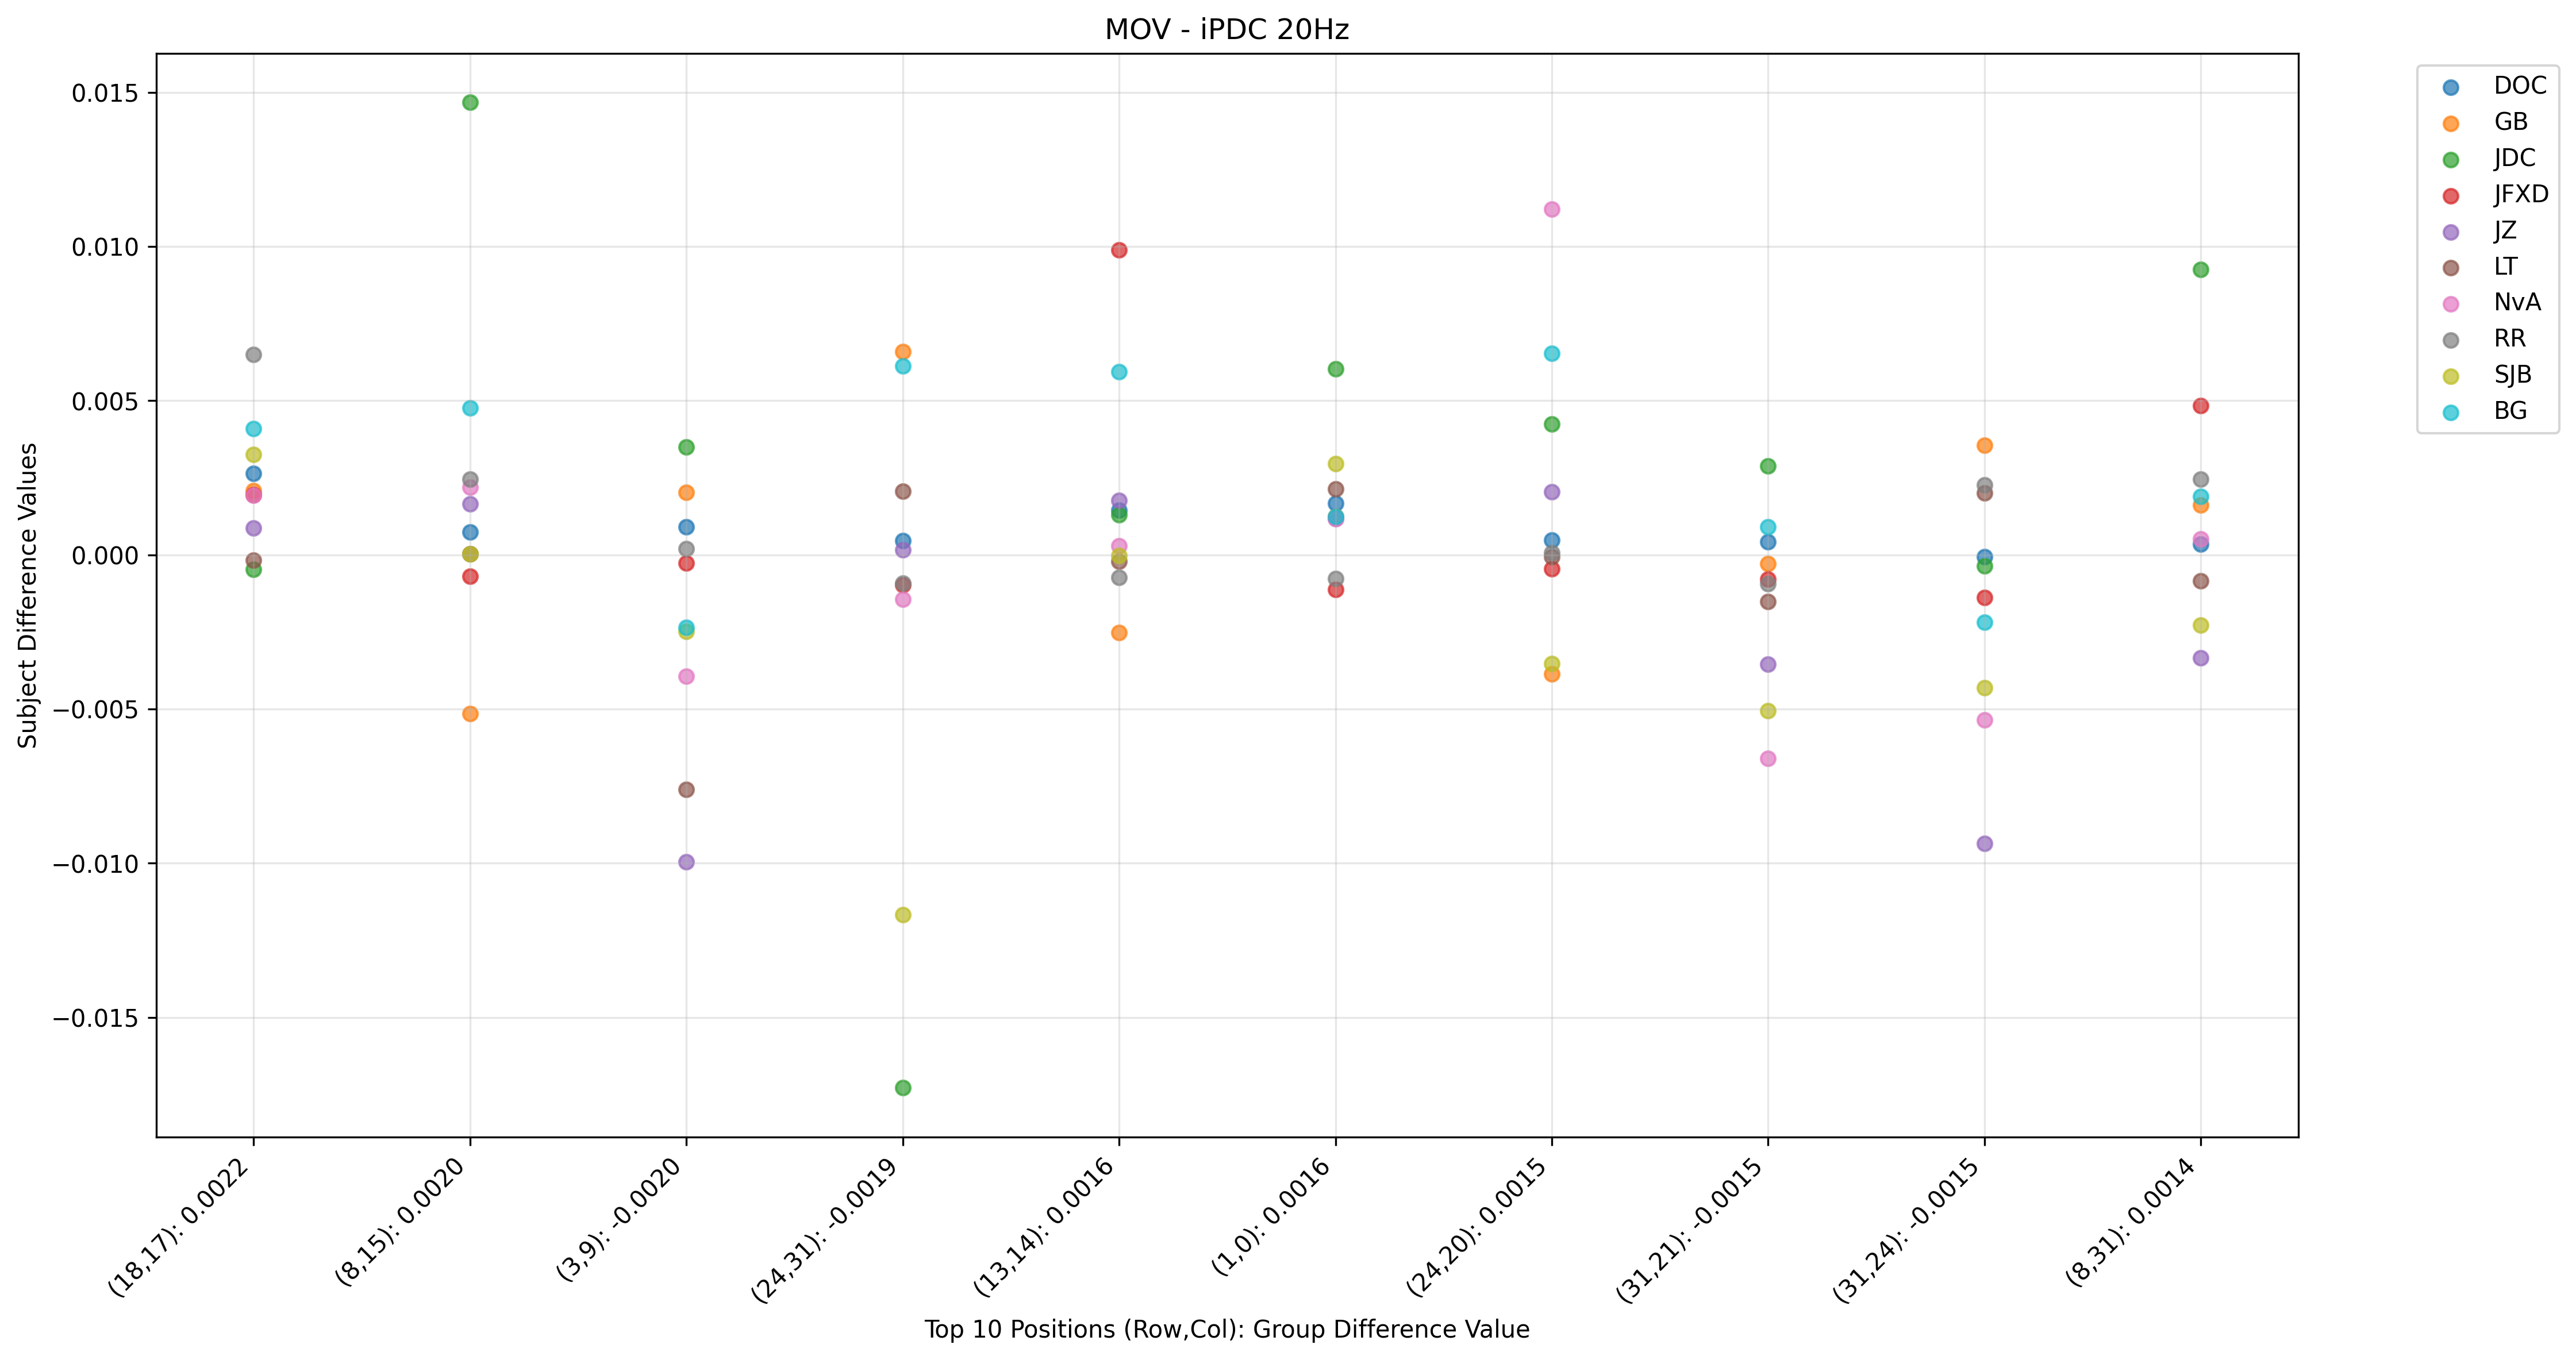 MOV - iPDC 20Hz
0.015
0.010
0.005
0.000
−0.005
−0.010
−0.015
Subject Difference Values
(18,17): 0.0022
(8,15): 0.0020
(3,9): -0.0020
(24,31): -0.0019
(13,14): 0.0016
(1,0): 0.0016
(24,20): 0.0015
(31,21): -0.0015
(31,24): -0.0015
(8,31): 0.0014
Top 10 Positions (Row,Col): Group Difference Value
DOC
GB
JDC
JFXD
JZ
LT
NvA
RR
SJB
BG